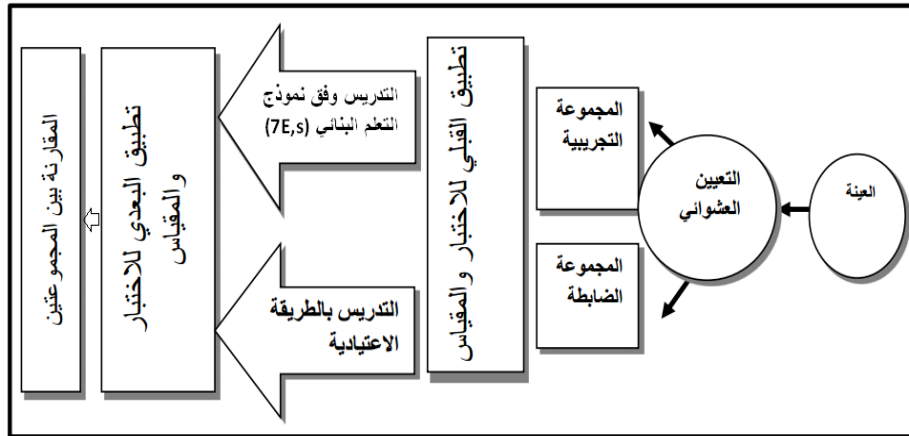 العينة
التعيين
العشوائي
المجموعة
التجريبية
المجموعة
الضابطة
تطبيق القبلي للاختبار والمقياس
التدريس وفق نموذج
التعلم البنائي (7E,s)
التدريس بالطريقة
الاعتيادية
تطبيق البعدي للاختبار
والمقياس
المقارنة بين المجموعتين